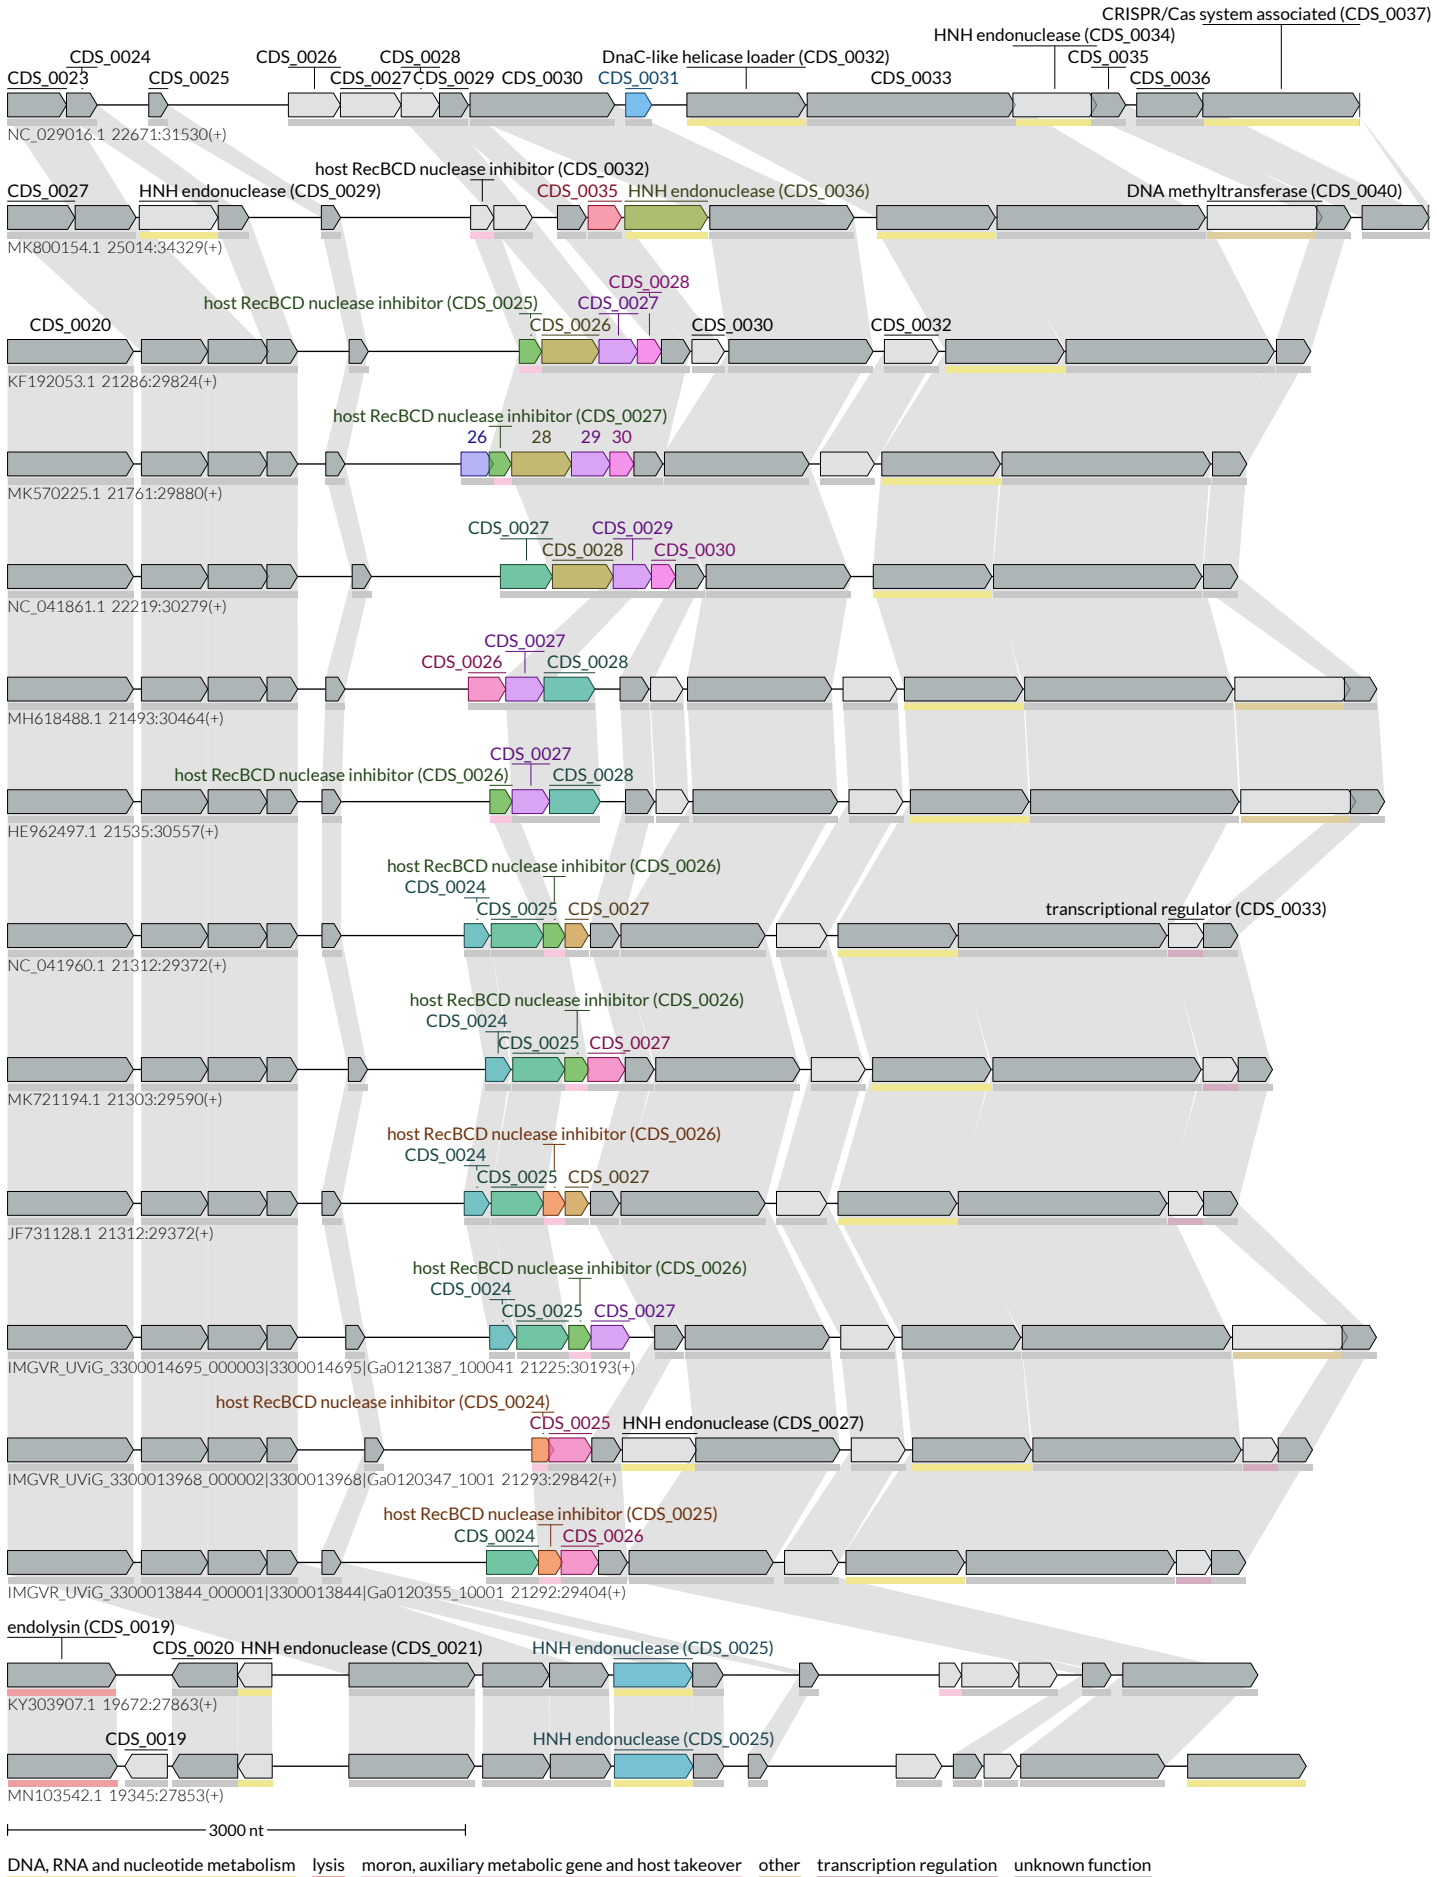 CRISPR/Cas system associated (CDS_0037)
HNH endonuclease (CDS_0034)
CDS_0024 CDS_0026 CDS_0028 DnaC-like helicase loader (CDS_0032) CDS_0035
CDS_0023 CDS_0025 CDS_0027 CDS_0029 CDS_0030 CDS_0031 CDS_0033 CDS_0036
NC_029016.1 22671:31530(+)
host RecBCD nuclease inhibitor (CDS_0032)
CDS_0027 HNH endonuclease (CDS_0029) CDS_0035 HNH endonuclease (CDS_0036) DNA methyltransferase (CDS_0040)
MK800154.1 25014:34329(+)
CDS_0028
host RecBCD nuclease inhibitor (CDS_0025) CDS_0027
CDS_0020 CDS_0026 CDS_0030 CDS_0032
KF192053.1 21286:29824(+)
host RecBCD nuclease inhibitor (CDS_0027)
26 28 29 30
MK570225.1 21761:29880(+)
CDS_0027 CDS_0029
CDS_0028 CDS_0030
NC_041861.1 22219:30279(+)
CDS_0027
CDS_0026 CDS_0028
MH618488.1 21493:30464(+)
CDS_0027
host RecBCD nuclease inhibitor (CDS_0026) CDS_0028
HE962497.1 21535:30557(+)
host RecBCD nuclease inhibitor (CDS_0026)
CDS_0024
CDS_0025 CDS_0027 transcriptional regulator (CDS_0033)
NC_041960.1 21312:29372(+)
host RecBCD nuclease inhibitor (CDS_0026)
CDS_0024
CDS_0025 CDS_0027
MK721194.1 21303:29590(+)
host RecBCD nuclease inhibitor (CDS_0026)
CDS_0024
CDS_0025 CDS_0027
JF731128.1 21312:29372(+)
host RecBCD nuclease inhibitor (CDS_0026)
CDS_0024
CDS_0025 CDS_0027
IMGVR_UViG_3300014695_000003|3300014695|Ga0121387_100041 21225:30193(+)
host RecBCD nuclease inhibitor (CDS_0024)
CDS_0025 HNH endonuclease (CDS_0027)
IMGVR_UViG_3300013968_000002|3300013968|Ga0120347_1001 21293:29842(+)
host RecBCD nuclease inhibitor (CDS_0025)
CDS_0024 CDS_0026
IMGVR_UViG_3300013844_000001|3300013844|Ga0120355_10001 21292:29404(+)
endolysin (CDS_0019)
CDS_0020 HNH endonuclease (CDS_0021) HNH endonuclease (CDS_0025)
KY303907.1 19672:27863(+)
CDS_0019 HNH endonuclease (CDS_0025)
MN103542.1 19345:27853(+)
3000 nt
DNA, RNA and nucleotide metabolism lysis moron, auxiliary metabolic gene and host takeover other transcription regulation unknown function